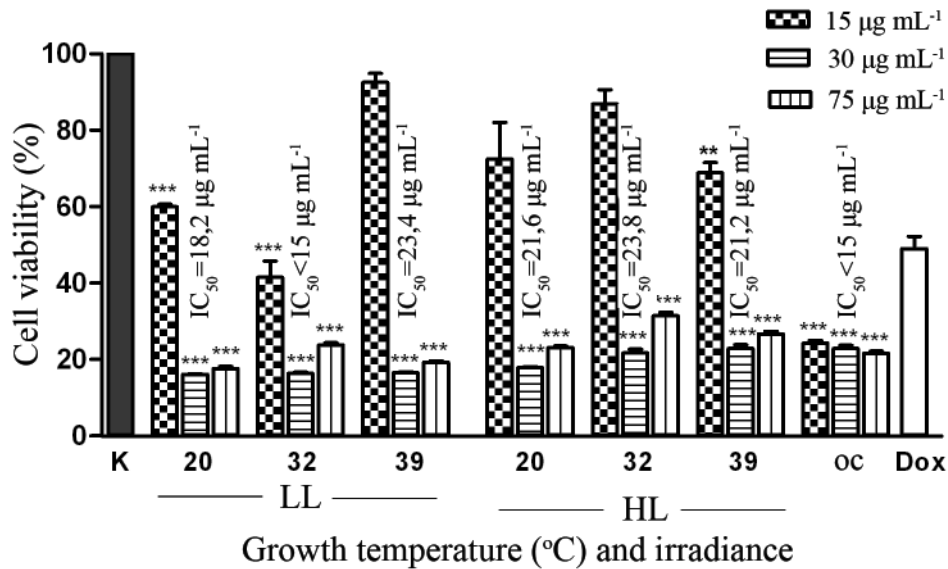 15 μg mL⁻¹
30 μg mL⁻¹
75 μg mL⁻¹
Cell viability (%)
100
80
60
40
20
0
***
***
***
IC₅₀=18,2 μg mL⁻¹
***
***
***
IC₅₀<15 μg mL⁻¹
***
***
IC₅₀=23,4 μg mL⁻¹
***
***
IC₅₀=21,6 μg mL⁻¹
***
***
IC₅₀=23,8 μg mL⁻¹
**
***
***
IC₅₀=21,2 μg mL⁻¹
***
***
***
IC₅₀<15 μg mL⁻¹
K 20 32 39 20 32 39 OC Dox
LL HL
Growth temperature (°C) and irradiance